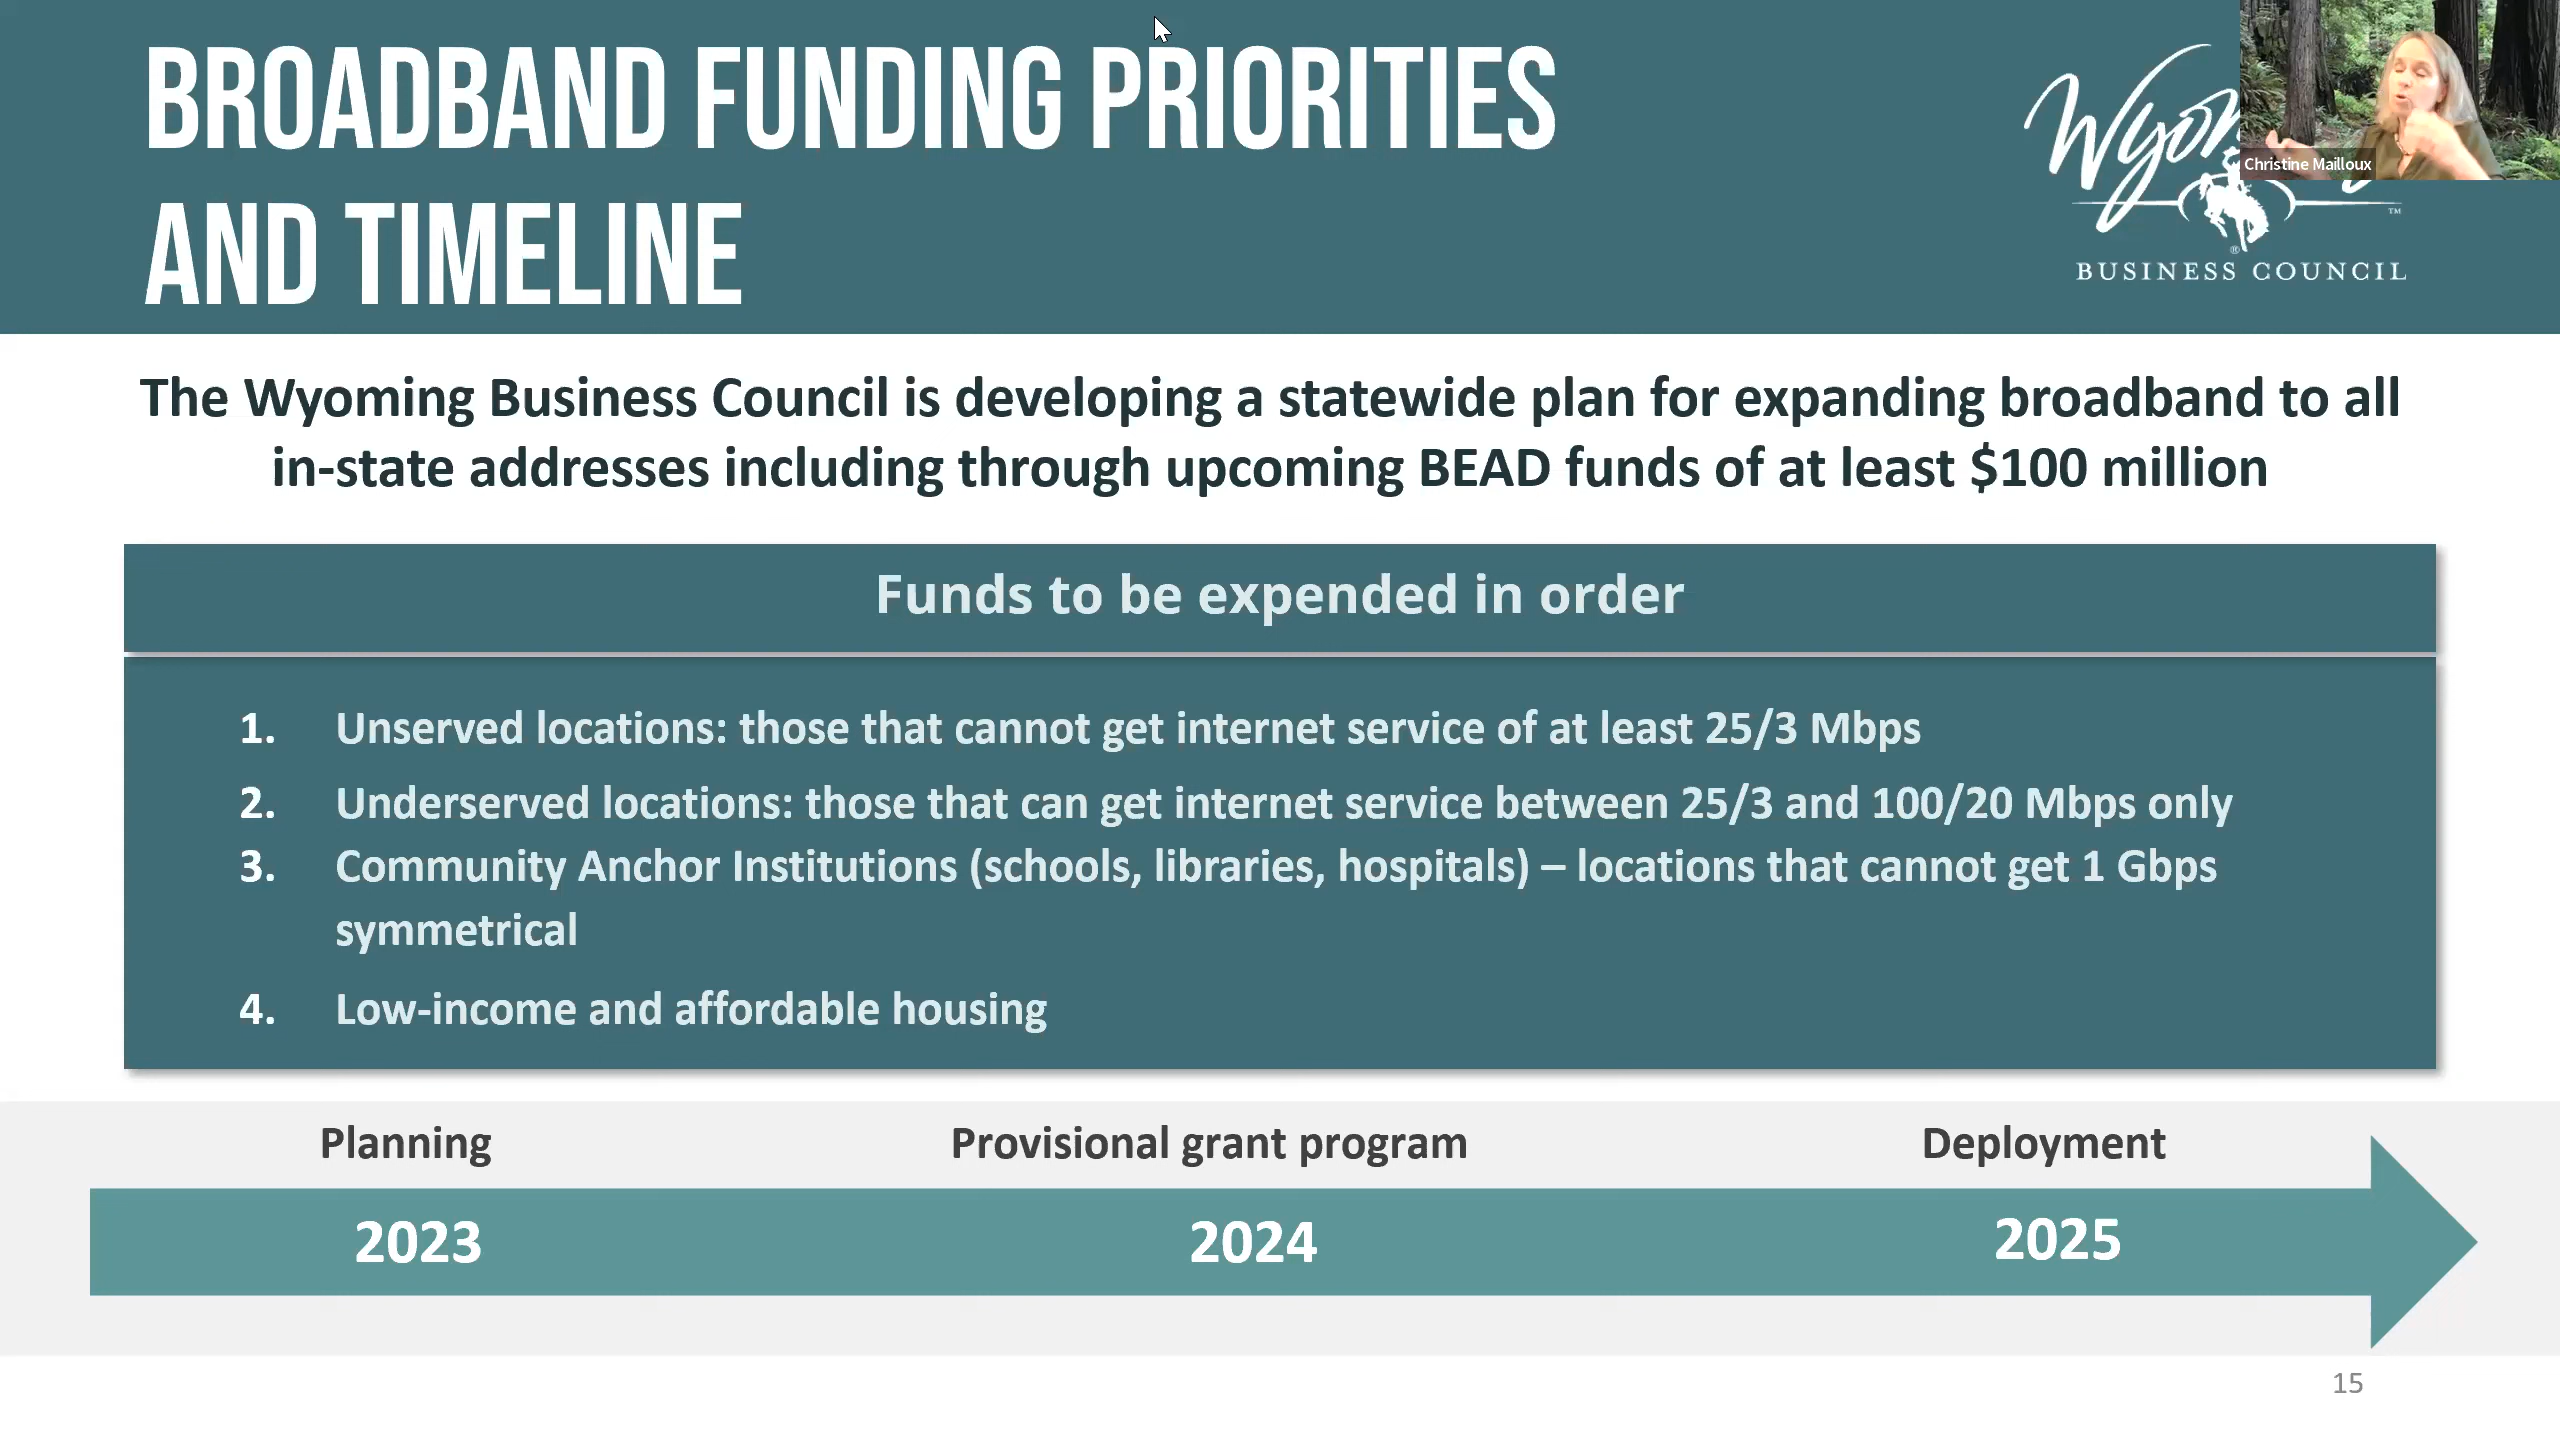 BROADBAND FUNDING PRIORITIES
AND TIMELINE
Christine Mailloux
™
®
BUSINESS COUNCIL
The Wyoming Business Council is developing a statewide plan for expanding broadband to all
in-state addresses including through upcoming BEAD funds of at least $100 million
Funds to be expended in order
1. Unserved locations: those that cannot get internet service of at least 25/3 Mbps
2. Underserved locations: those that can get internet service between 25/3 and 100/20 Mbps only
3. Community Anchor Institutions (schools, libraries, hospitals) – locations that cannot get 1 Gbps
symmetrical
4. Low-income and affordable housing
Planning Provisional grant program Deployment
2023 2024 2025
15